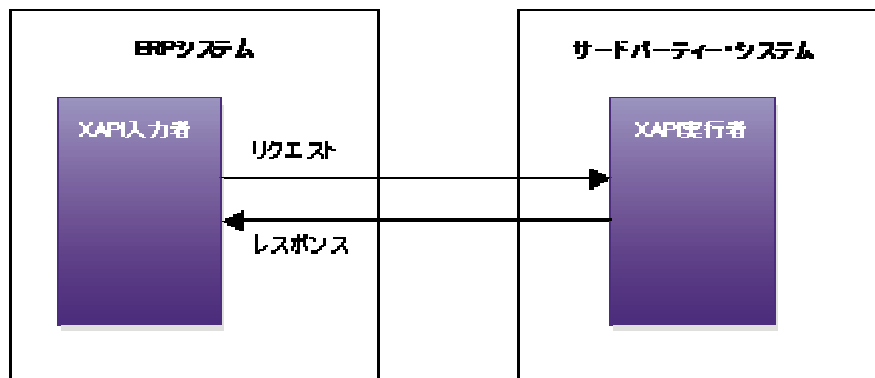 ERPシステム
サードパーティー・システム
XAPI入力者
XAPI実行者
リクエスト
レスポンス